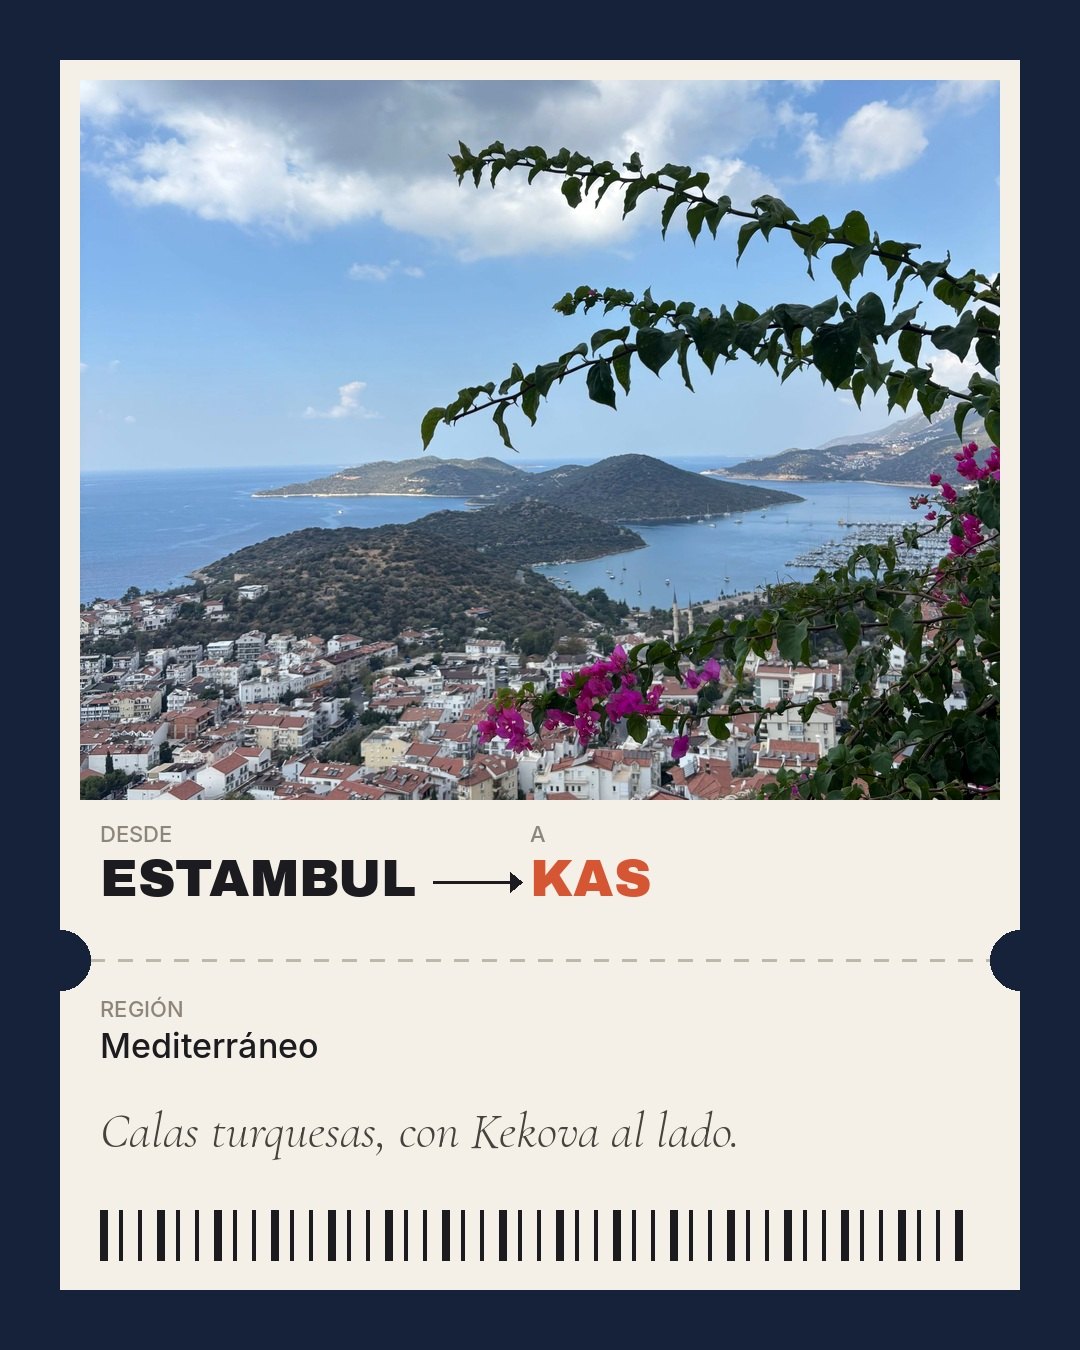 DESDE
A
ESTAMBUL
KAS
REGIÓN
Mediterráneo
Calas turquesas, con Kekova al lado.